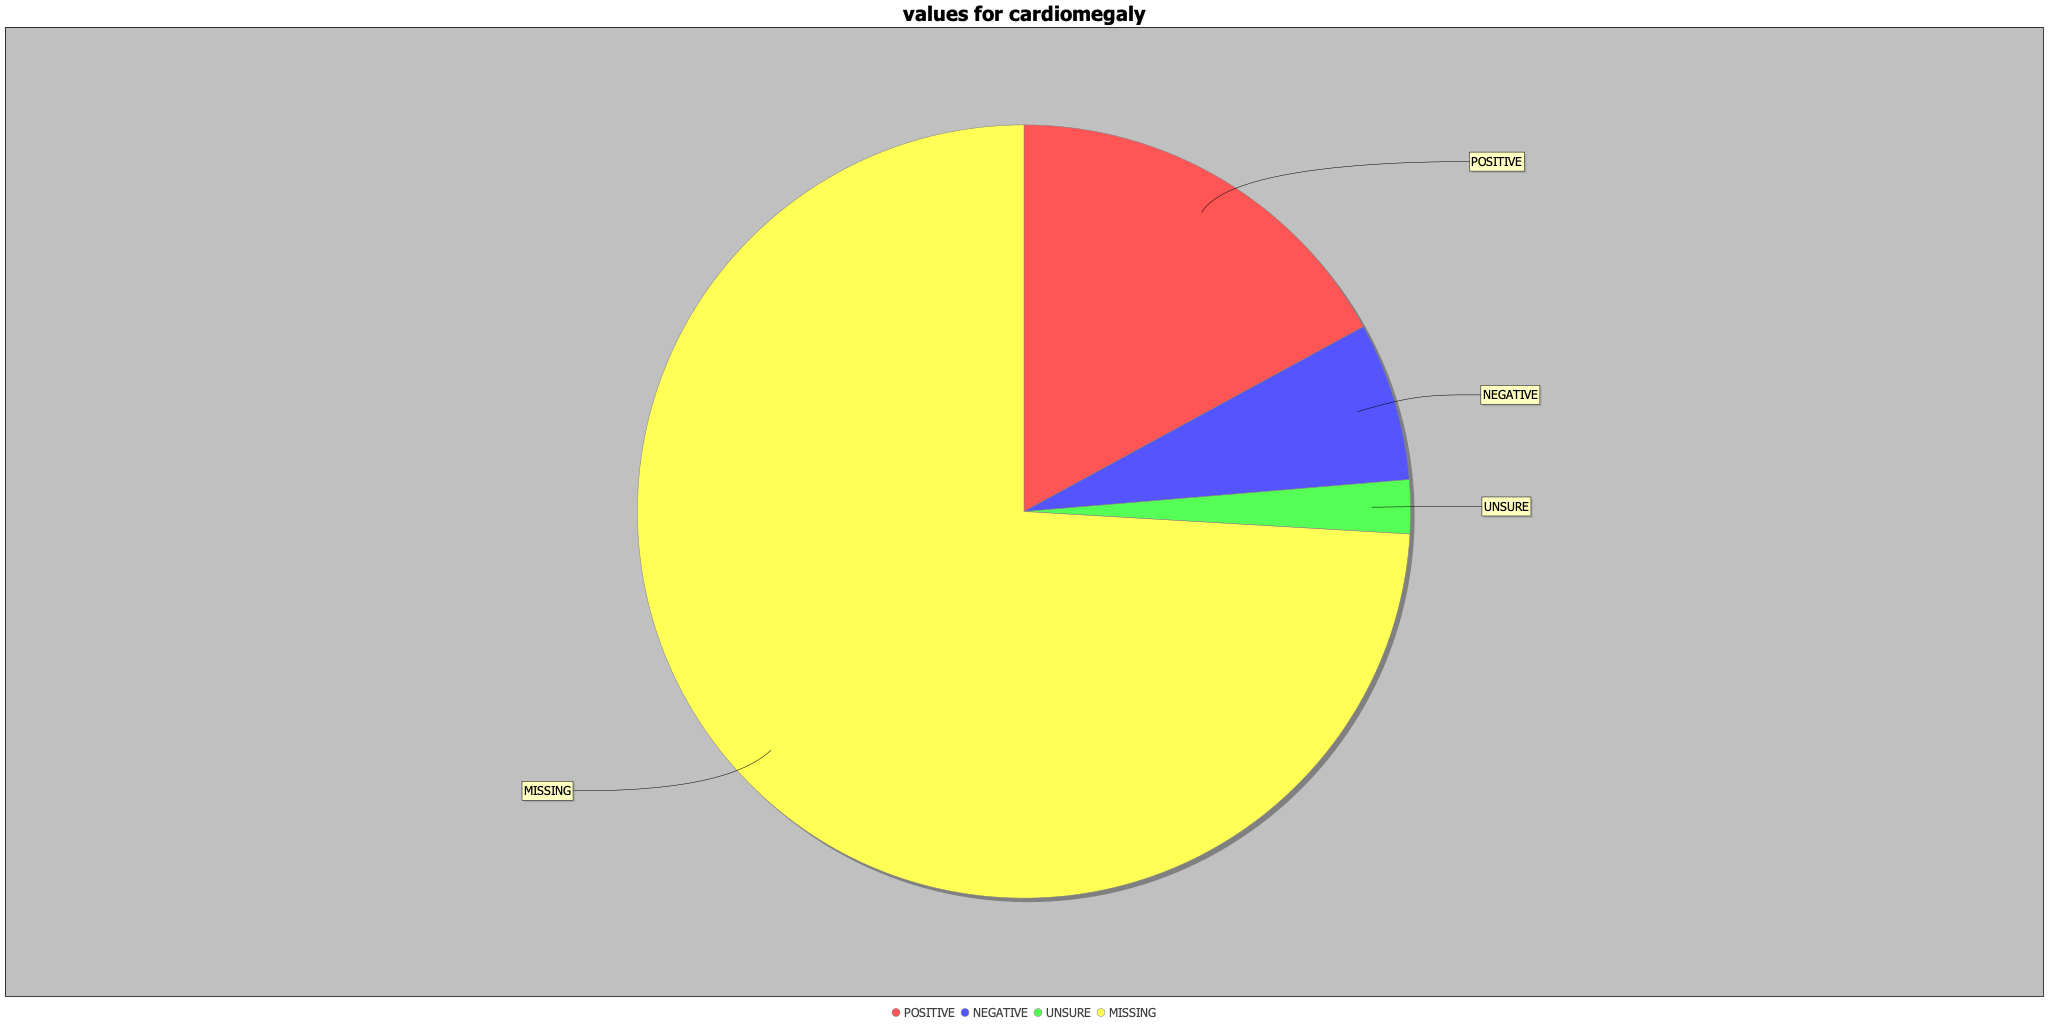 values for cardiomegaly
POSITIVE
NEGATIVE
UNSURE
MISSING
POSITIVE NEGATIVE UNSURE MISSING